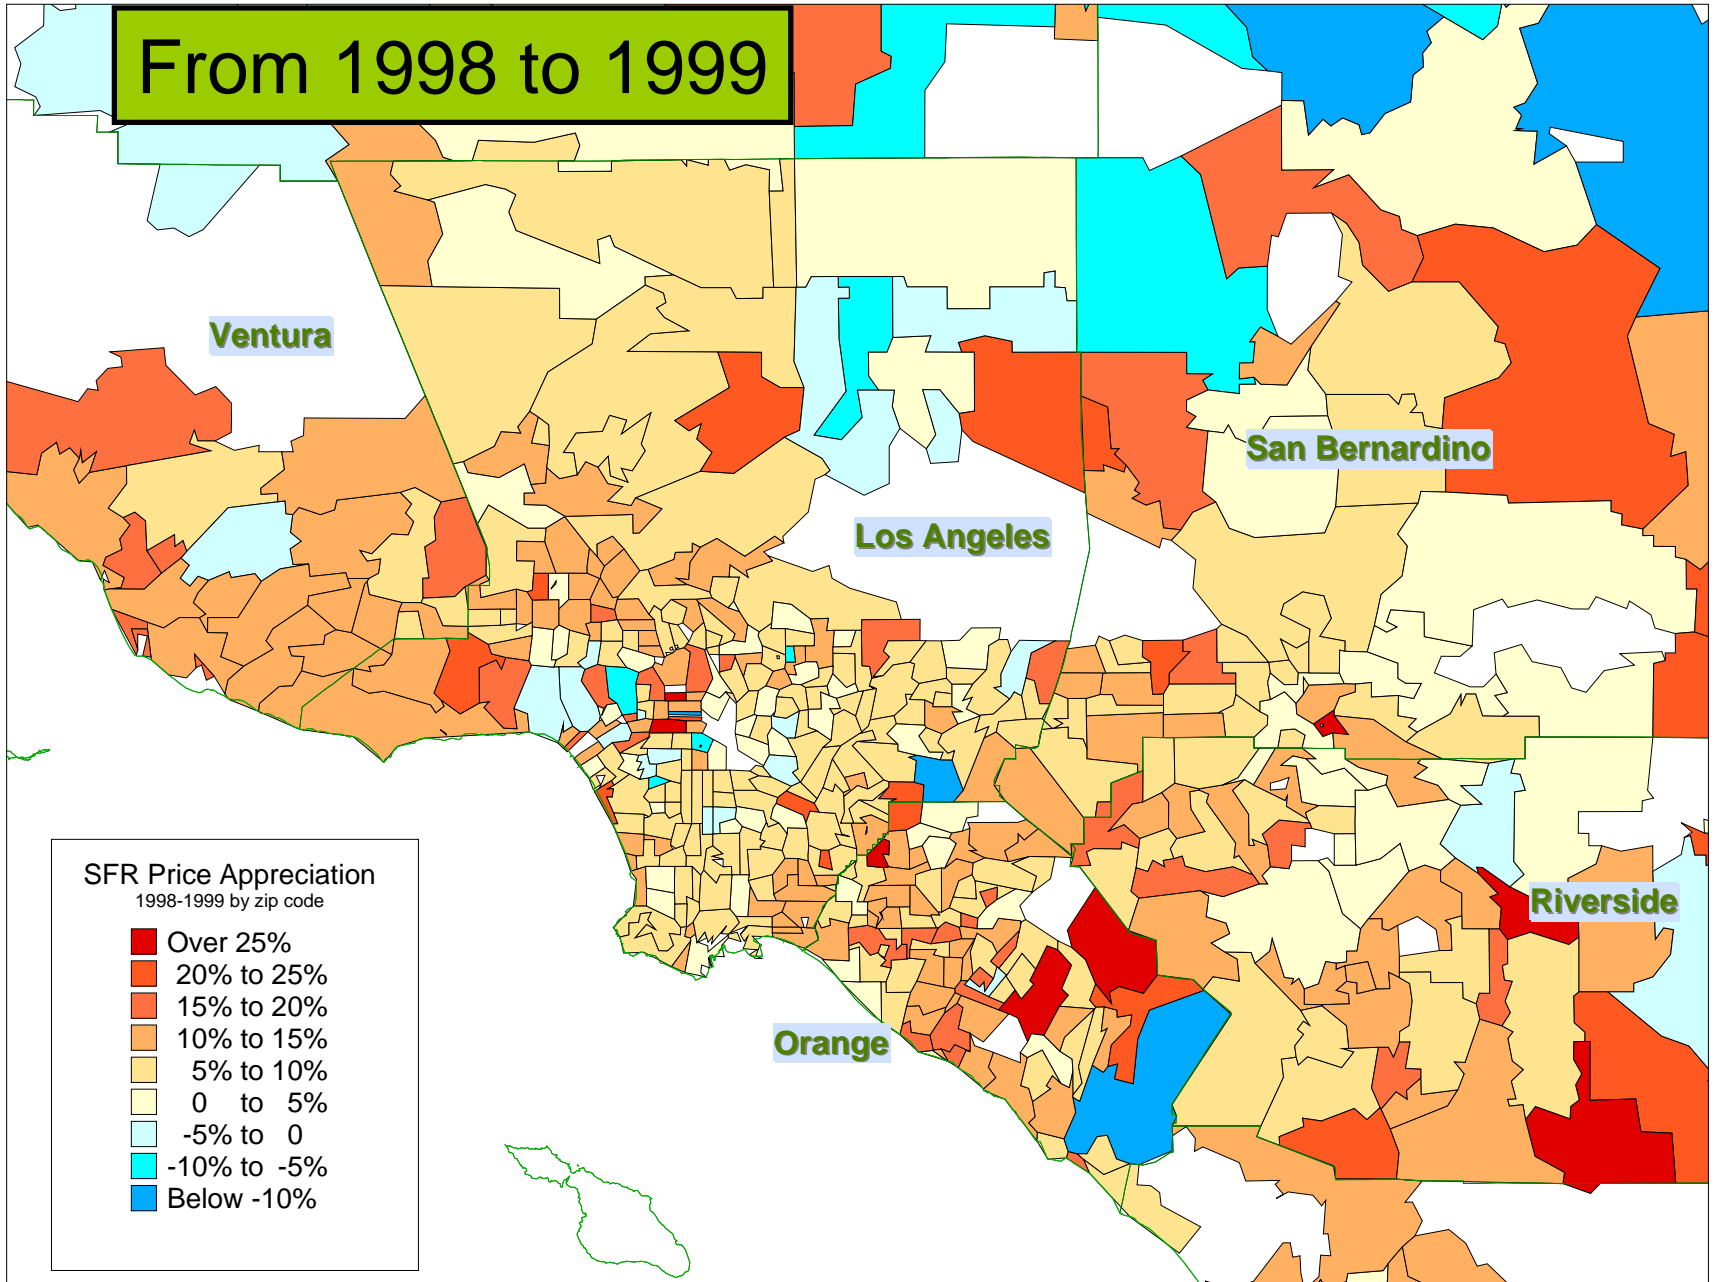 From 1998 to 1999
Ventura
San Bernardino
Los Angeles
Riverside
Orange
SFR Price Appreciation
1998-1999 by zip code
Over 25%
20% to 25%
15% to 20%
10% to 15%
5% to 10%
0 to 5%
-5% to 0
-10% to -5%
Below -10%